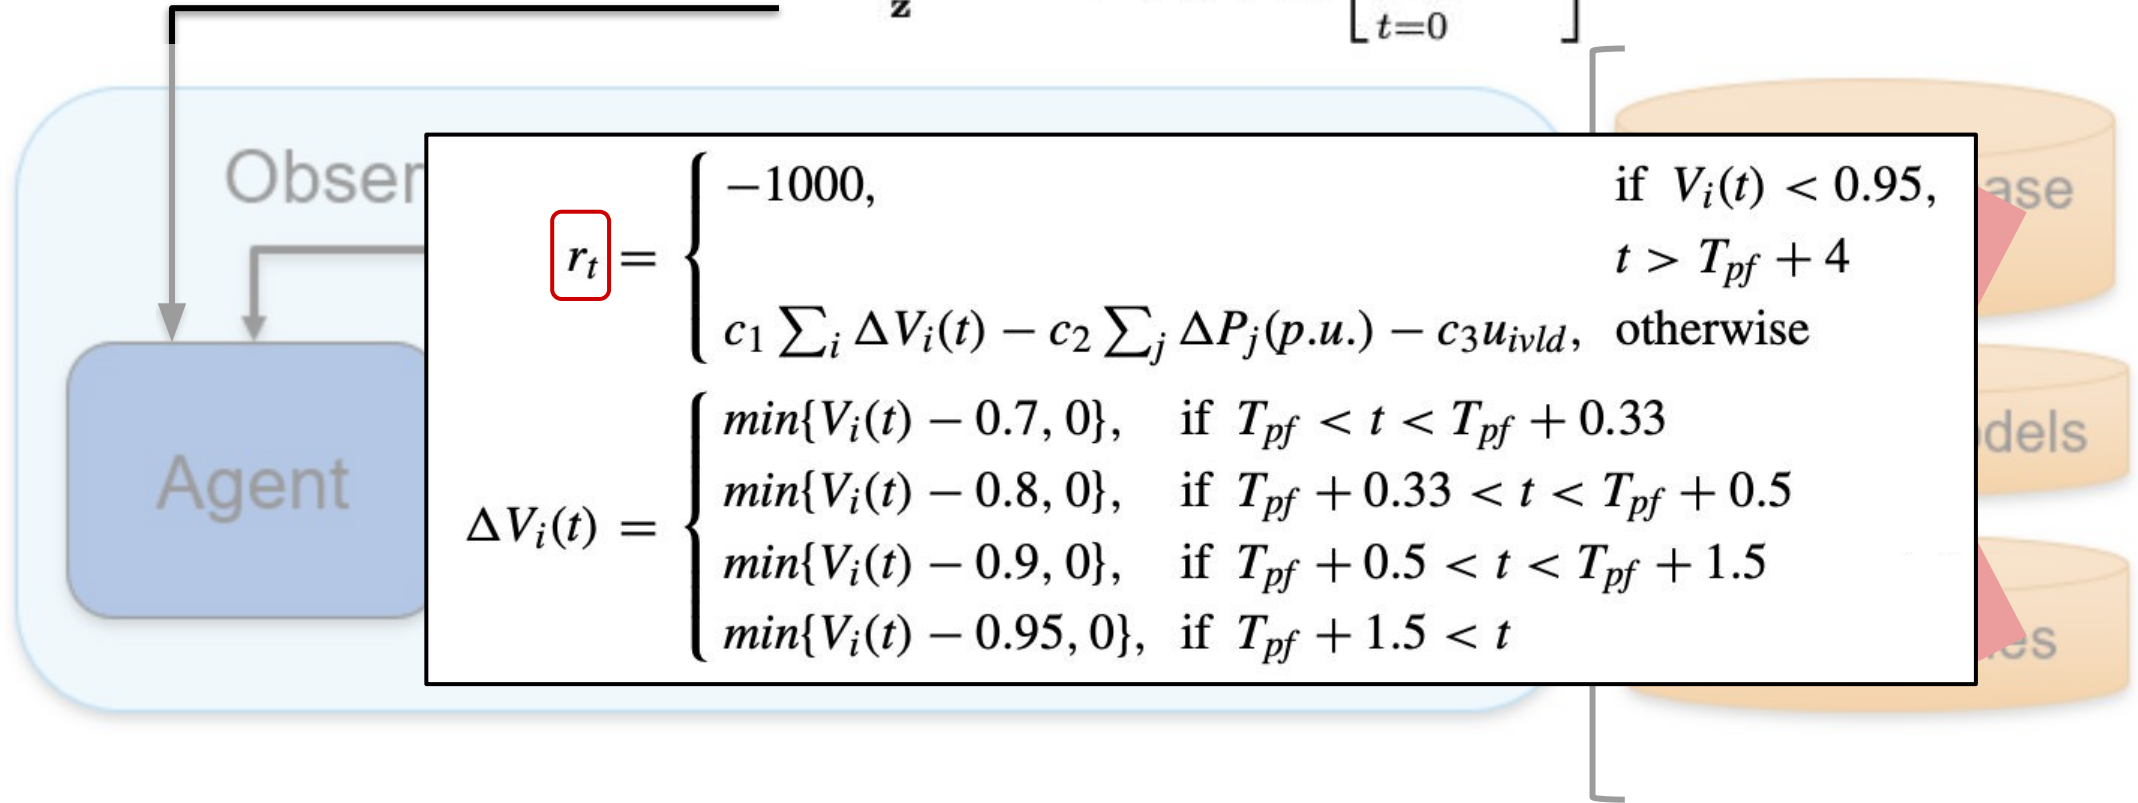 z
t=0
Obser
ase
r_t = { −1000, if V_i(t) < 0.95,
t > T_pf + 4
c_1 ∑_i ΔV_i(t) − c_2 ∑_j ΔP_j(p.u.) − c_3 u_ivld, otherwise
ΔV_i(t) = { min{V_i(t) − 0.7, 0}, if T_pf < t < T_pf + 0.33
min{V_i(t) − 0.8, 0}, if T_pf + 0.33 < t < T_pf + 0.5
min{V_i(t) − 0.9, 0}, if T_pf + 0.5 < t < T_pf + 1.5
min{V_i(t) − 0.95, 0}, if T_pf + 1.5 < t
Agent
dels
es